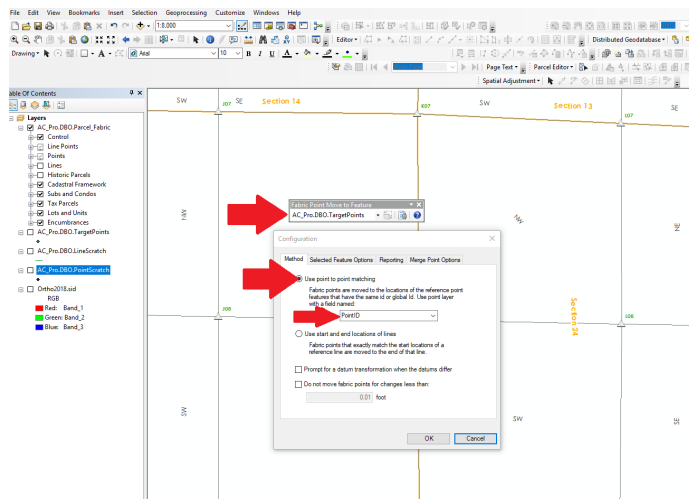 File Edit View Bookmarks Insert Selection Geoprocessing Customize Windows Help
1:8,000
Editor
Distributed Geodatabase
Drawing
A
Arial
10
B I U A
Page Text
Parcel Editor
Spatial Adjustment
able Of Contents
Layers
AC_Pro.DBO.Parcel_Fabric
Control
Line Points
Points
Lines
Historic Parcels
Cadastral Framework
Subs and Condos
Tax Parcels
Lots and Units
Encumbrances
AC_Pro.DBO.TargetPoints
AC_Pro.DBO.LineScratch
AC_Pro.DBO.PointScratch
Ortho2018.sid
RGB
Red: Band_1
Green: Band_2
Blue: Band_3
SW
J07
SE
Section 14
K07
SW
Section 13
L07
SE
NW
NW
NE
J08
L08
Section 24
SW
SW
SE
Fabric Point Move to Feature
AC_Pro.DBO.TargetPoints
Configuration
Method
Selected Feature Options
Reporting
Merge Point Options
Use point to point matching
Fabric points are moved to the locations of the reference point
features that have the same id or global Id. Use point layer
with a field named:
PointID
Use start and end locations of lines
Fabric points that exactly match the start locations of a
reference line are moved to the end of that line.
Prompt for a datum transformation when the datums differ
Do not move fabric points for changes less than:
0.01 foot
OK
Cancel